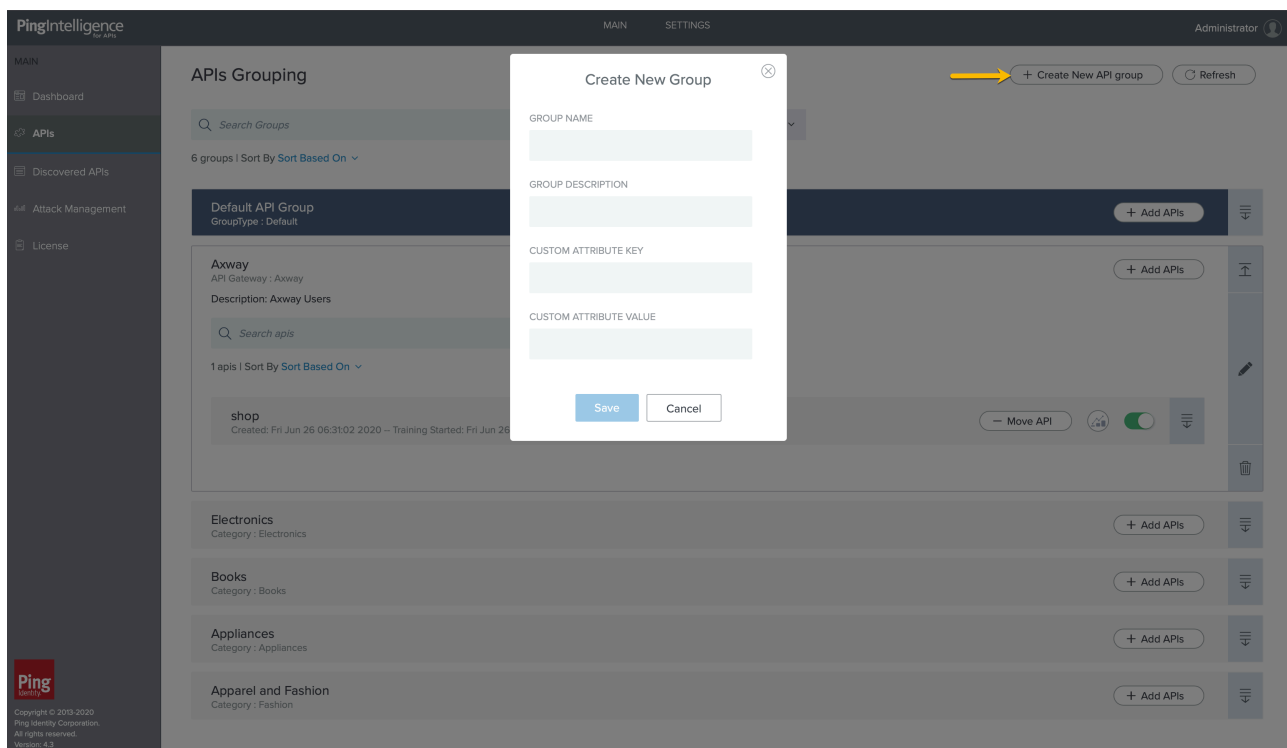 PingIntelligence
for APIs
MAIN
SETTINGS
Administrator
MAIN
Dashboard
APIs
Discovered APIs
Attack Management
License
APIs Grouping
+ Create New API group
Refresh
Search Groups
6 groups | Sort By Sort Based On
Default API Group
GroupType : Default
+ Add APIs
Axway
API Gateway : Axway
+ Add APIs
Description: Axway Users
Search apis
1 apis | Sort By Sort Based On
shop
Created: Fri Jun 26 06:31:02 2020 -- Training Started: Fri Jun 26
— Move API
Electronics
Category : Electronics
+ Add APIs
Books
Category : Books
+ Add APIs
Appliances
Category : Appliances
+ Add APIs
Apparel and Fashion
Category : Fashion
+ Add APIs
Create New Group
GROUP NAME
GROUP DESCRIPTION
CUSTOM ATTRIBUTE KEY
CUSTOM ATTRIBUTE VALUE
Save
Cancel
Ping
Identity
Copyright © 2013-2020
Ping Identity Corporation.
All rights reserved.
Version: 4.3